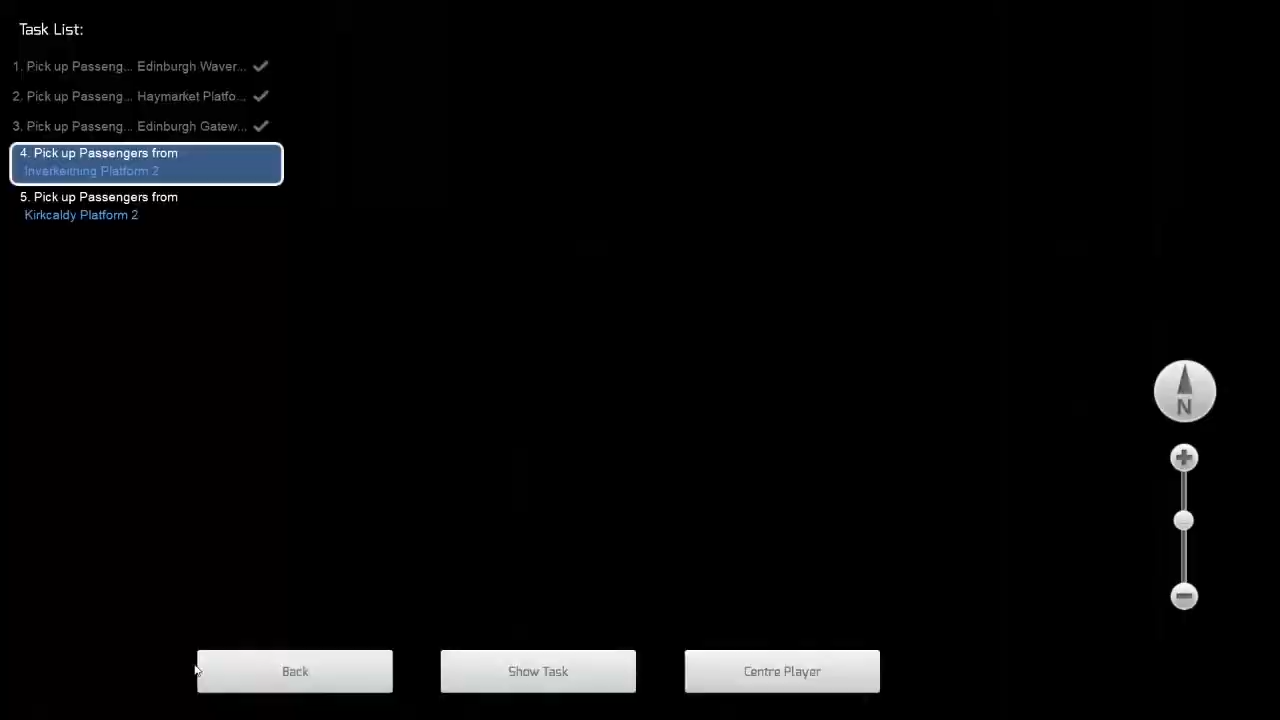 Task List:
1. Pick up Passeng... Edinburgh Waver...
2. Pick up Passeng... Haymarket Platfo...
3. Pick up Passeng... Edinburgh Gatew...
4. Pick up Passengers from
Inverkeithing Platform 2
5. Pick up Passengers from
Kirkcaldy Platform 2
N
Back Show Task Centre Player